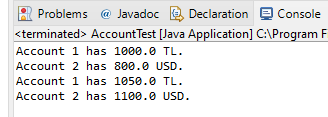 Problems @ Javadoc Declaration Console
<terminated> AccountTest [Java Application] C:\Program F
Account 1 has 1000.0 TL.
Account 2 has 800.0 USD.
Account 1 has 1050.0 TL.
Account 2 has 1100.0 USD.